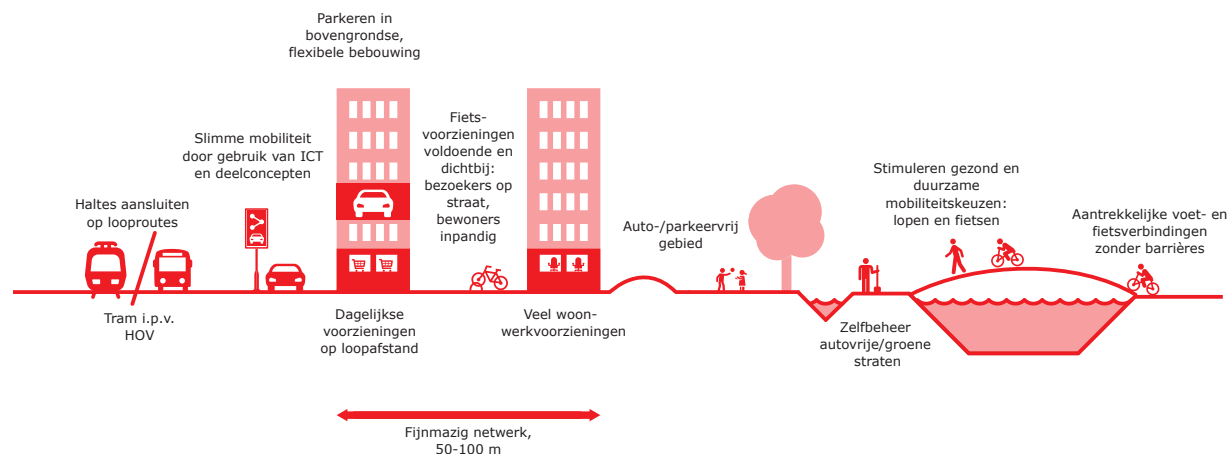 Parkeren in
bovengrondse,
flexibele bebouwing
Slimme mobiliteit
door gebruik van ICT
en deelconcepten
Fiets-
voorzieningen
voldoende en
dichtbij:
bezoekers op
straat,
bewoners
inpandig
Haltes aansluiten
op looproutes
Auto-/parkeervrij
gebied
Stimuleren gezond en
duurzame
mobiliteitskeuzen:
lopen en fietsen
Aantrekkelijke voet- en
fietsverbindingen
zonder barrières
Tram i.p.v.
HOV
Dagelijkse
voorzieningen
op loopafstand
Veel woon-
werkvoorzieningen
Zelfbeheer
autovrije/groene
straten
Fijnmazig netwerk,
50-100 m